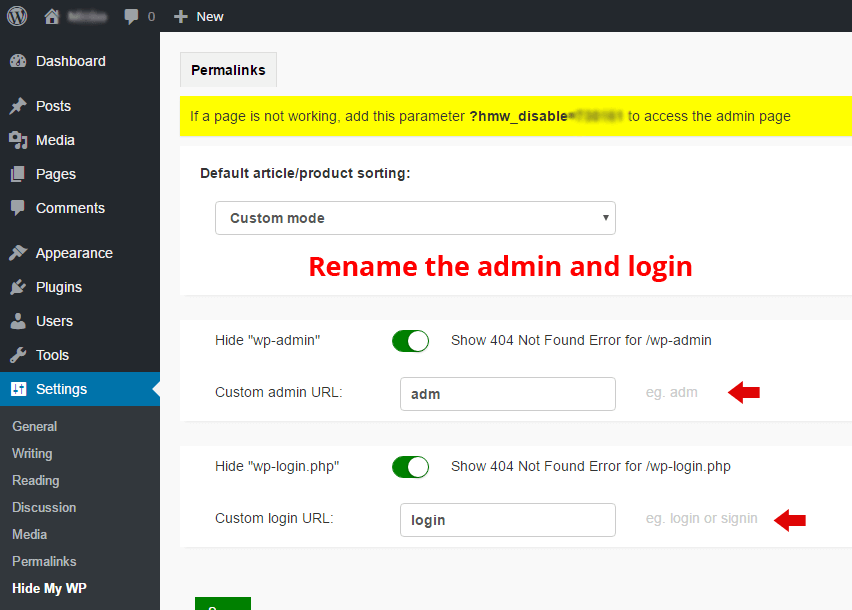 0 New
Dashboard
Posts
Media
Pages
Comments
Appearance
Plugins
Users
Tools
Settings
General
Writing
Reading
Discussion
Media
Permalinks
Hide My WP
Permalinks
If a page is not working, add this parameter ?hmw_disable= to access the admin page
Default article/product sorting:
Custom mode
Rename the admin and login
Hide "wp-admin" Show 404 Not Found Error for /wp-admin
Custom admin URL: adm eg. adm
Hide "wp-login.php" Show 404 Not Found Error for /wp-login.php
Custom login URL: login eg. login or signin